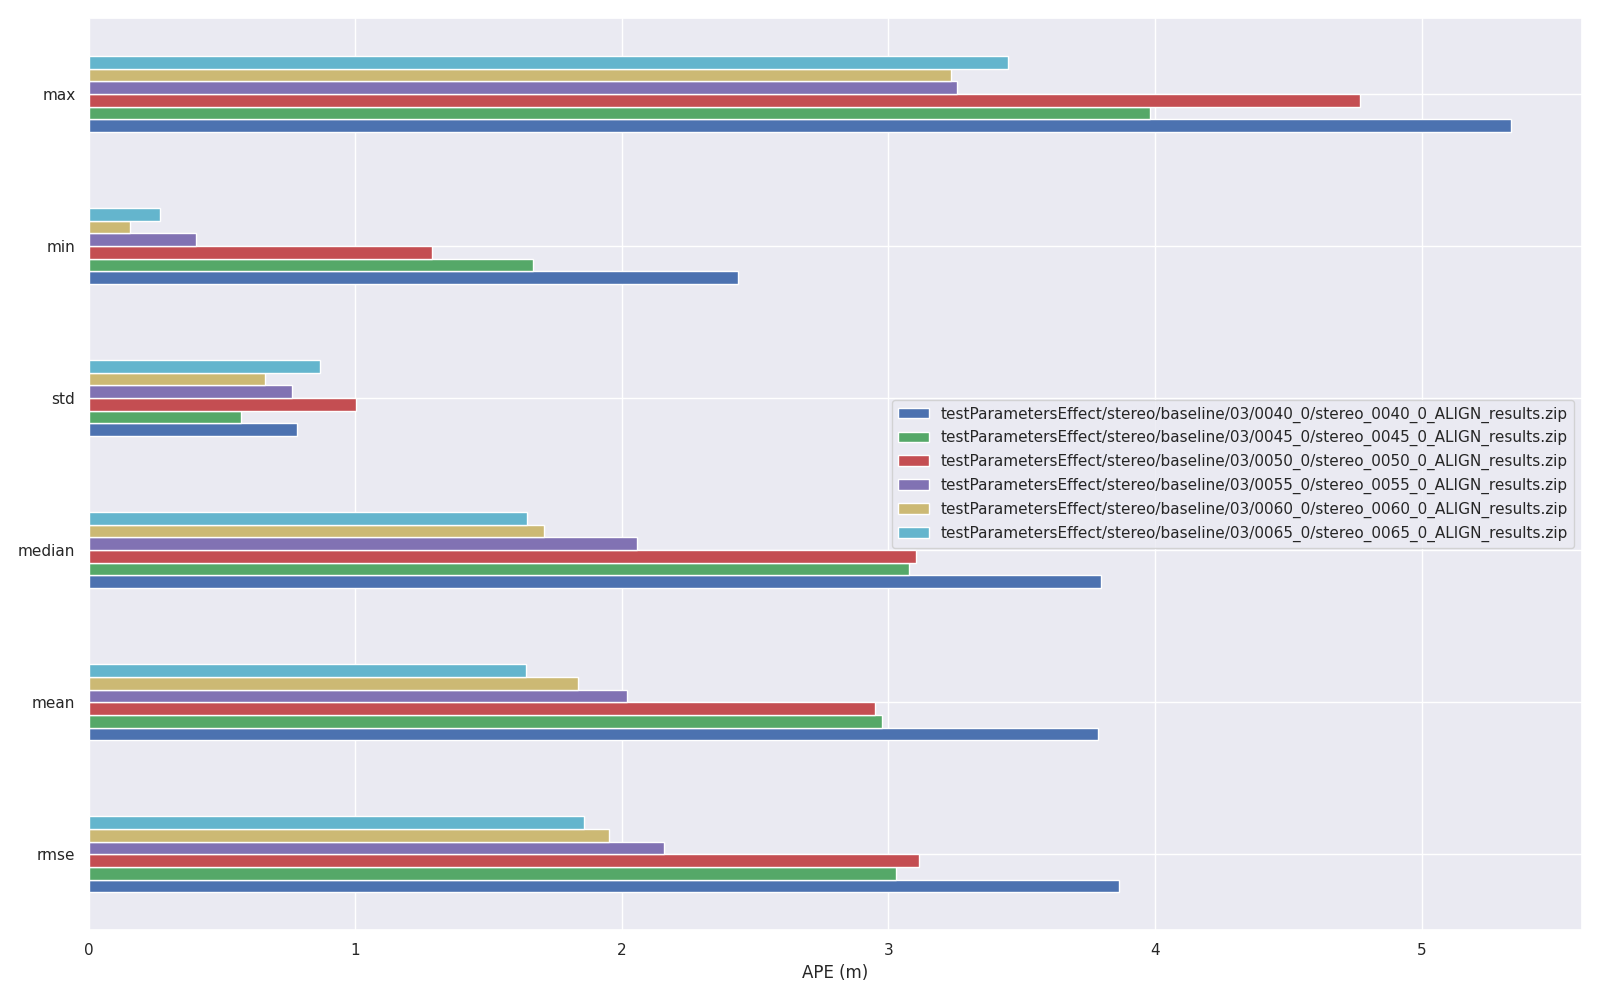 max
min
std
median
mean
rmse
testParametersEffect/stereo/baseline/03/0040_0/stereo_0040_0_ALIGN_results.zip
testParametersEffect/stereo/baseline/03/0045_0/stereo_0045_0_ALIGN_results.zip
testParametersEffect/stereo/baseline/03/0050_0/stereo_0050_0_ALIGN_results.zip
testParametersEffect/stereo/baseline/03/0055_0/stereo_0055_0_ALIGN_results.zip
testParametersEffect/stereo/baseline/03/0060_0/stereo_0060_0_ALIGN_results.zip
testParametersEffect/stereo/baseline/03/0065_0/stereo_0065_0_ALIGN_results.zip
0 1 2 3 4 5
APE (m)